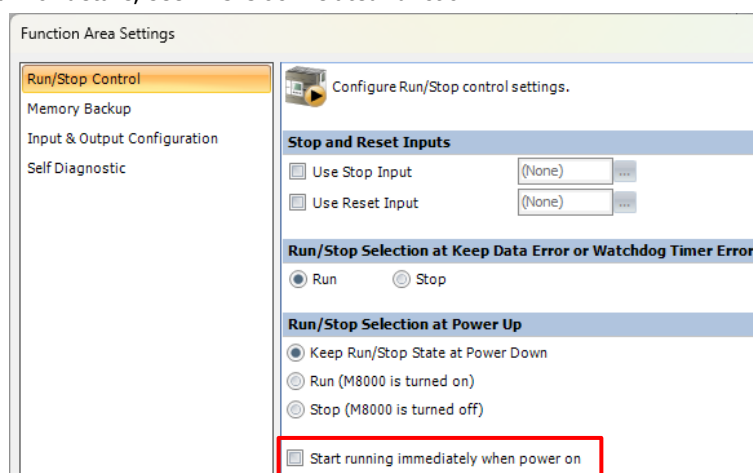 Function Area Settings
Run/Stop Control
Memory Backup
Input & Output Configuration
Self Diagnostic
Configure Run/Stop control settings.
Stop and Reset Inputs
Use Stop Input (None) ...
Use Reset Input (None) ...
Run/Stop Selection at Keep Data Error or Watchdog Timer Error
Run Stop
Run/Stop Selection at Power Up
Keep Run/Stop State at Power Down
Run (M8000 is turned on)
Stop (M8000 is turned off)
Start running immediately when power on